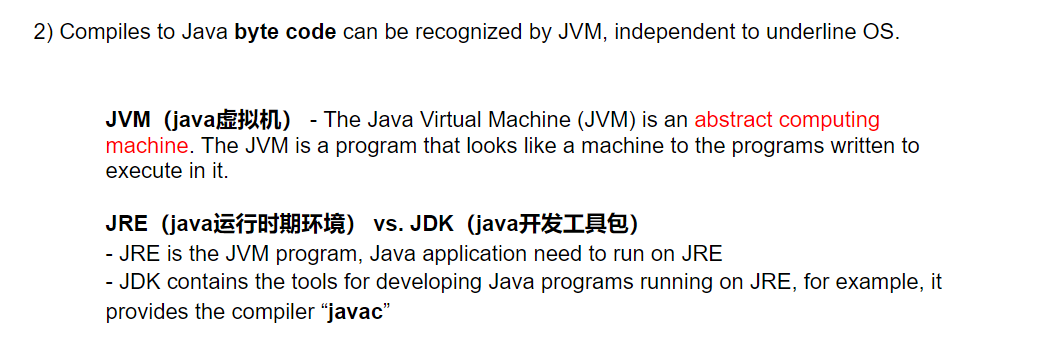 2) Compiles to Java byte code can be recognized by JVM, independent to underline OS.
JVM（java虚拟机） - The Java Virtual Machine (JVM) is an abstract computing
machine. The JVM is a program that looks like a machine to the programs written to
execute in it.
JRE（java运行时期环境） vs. JDK（java开发工具包）
- JRE is the JVM program, Java application need to run on JRE
- JDK contains the tools for developing Java programs running on JRE, for example, it
provides the compiler “javac”